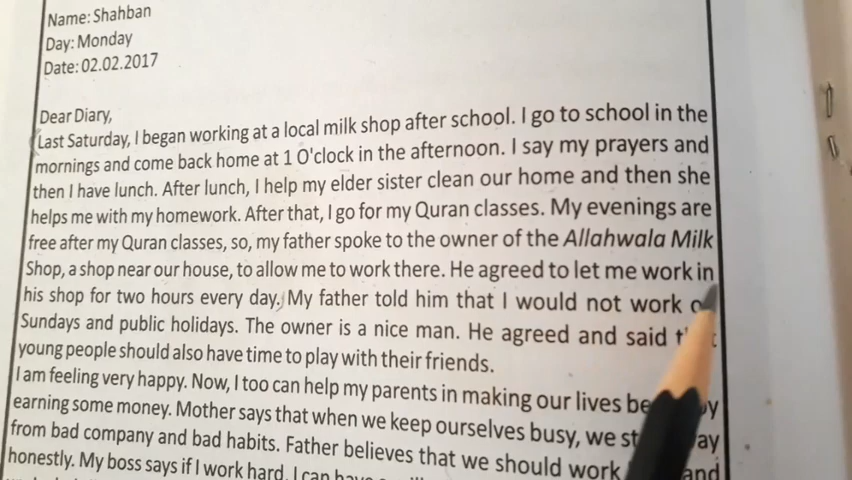 Name: Shahban
Day: Monday
Date: 02.02.2017
Dear Diary,
Last Saturday, I began working at a local milk shop after school. I go to school in the
mornings and come back home at 1 O'clock in the afternoon. I say my prayers and
then I have lunch. After lunch, I help my elder sister clean our home and then she
helps me with my homework. After that, I go for my Quran classes. My evenings are
free after my Quran classes, so, my father spoke to the owner of the Allahwala Milk
Shop, a shop near our house, to allow me to work there. He agreed to let me work in
his shop for two hours every day. My father told him that I would not work
Sundays and public holidays. The owner is a nice man. He agreed and said
young people should also have time to play with their friends.
I am feeling very happy. Now, I too can help my parents in making our lives
earning some money. Mother says that when we keep ourselves busy, we
from bad company and bad habits. Father believes that we should work and
honestly. My boss says if I work hard, I can